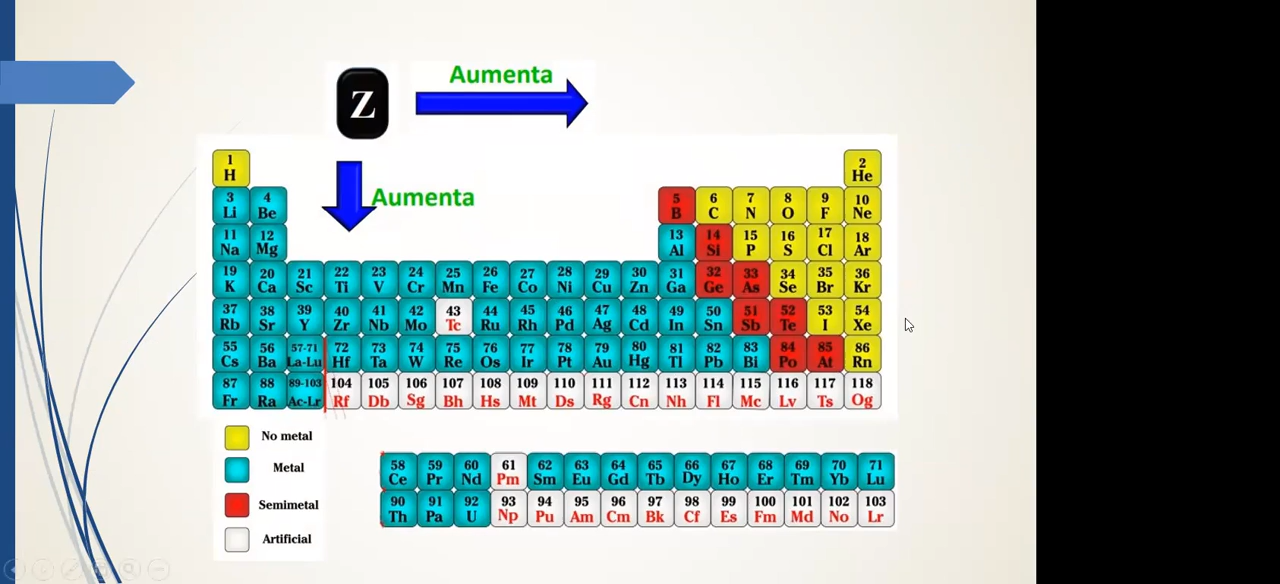 Aumenta
Z
Aumenta
1 2
H He
3 4 5 6 7 8 9 10
Li Be B C N O F Ne
11 12 13 14 15 16 17 18
Na Mg Al Si P S Cl Ar
19 20 21 22 23 24 25 26 27 28 29 30 31 32 33 34 35 36
K Ca Sc Ti V Cr Mn Fe Co Ni Cu Zn Ga Ge As Se Br Kr
37 38 39 40 41 42 43 44 45 46 47 48 49 50 51 52 53 54
Rb Sr Y Zr Nb Mo Tc Ru Rh Pd Ag Cd In Sn Sb Te I Xe
55 56 57-71 72 73 74 75 76 77 78 79 80 81 82 83 84 85 86
Cs Ba La-Lu Hf Ta W Re Os Ir Pt Au Hg Tl Pb Bi Po At Rn
87 88 89-103 104 105 106 107 108 109 110 111 112 113 114 115 116 117 118
Fr Ra Ac-Lr Rf Db Sg Bh Hs Mt Ds Rg Cn Nh Fl Mc Lv Ts Og
No metal
Metal
Semimetal
Artificial
58 59 60 61 62 63 64 65 66 67 68 69 70 71
Ce Pr Nd Pm Sm Eu Gd Tb Dy Ho Er Tm Yb Lu
90 91 92 93 94 95 96 97 98 99 100 101 102 103
Th Pa U Np Pu Am Cm Bk Cf Es Fm Md No Lr